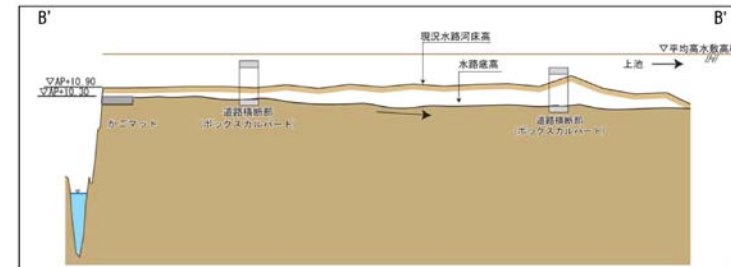 B'
B'
現況水路河床高
▽平均高水敷高
水路底高
上池
▽AP+10.90
▽AP+10.30
かごマット
道路横断部
(ボックスカルバート)
道路横断部
(ボックスカルバート)